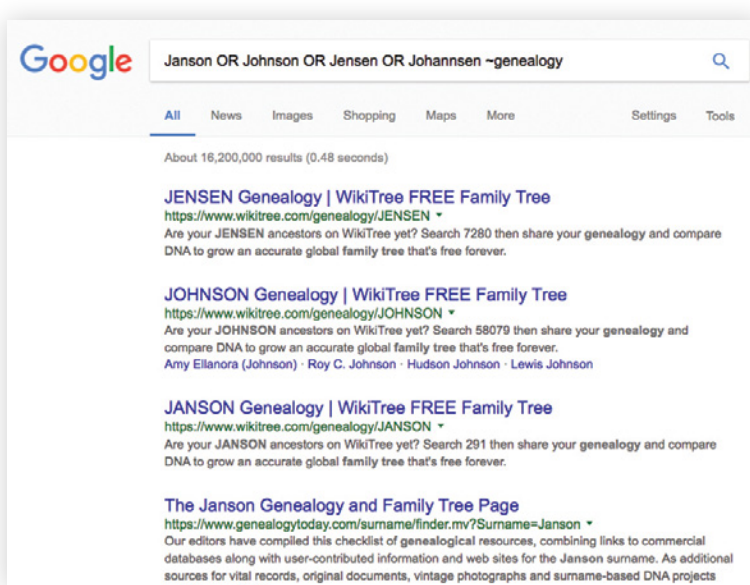 Google
Janson OR Johnson OR Jensen OR Johannsen ~genealogy
All News Images Shopping Maps More Settings Tools
About 16,200,000 results (0.48 seconds)
JENSEN Genealogy | WikiTree FREE Family Tree
https://www.wikitree.com/genealogy/JENSEN
Are your JENSEN ancestors on WikiTree yet? Search 7280 then share your genealogy and compare
DNA to grow an accurate global family tree that's free forever.
JOHNSON Genealogy | WikiTree FREE Family Tree
https://www.wikitree.com/genealogy/JOHNSON
Are your JOHNSON ancestors on WikiTree yet? Search 58079 then share your genealogy and
compare DNA to grow an accurate global family tree that's free forever.
Amy Ellanora (Johnson) · Roy C. Johnson · Hudson Johnson · Lewis Johnson
JANSON Genealogy | WikiTree FREE Family Tree
https://www.wikitree.com/genealogy/JANSON
Are your JANSON ancestors on WikiTree yet? Search 291 then share your genealogy and compare
DNA to grow an accurate global family tree that's free forever.
The Janson Genealogy and Family Tree Page
https://www.genealogytoday.com/surname/finder.mv?Surname=Janson
Our editors have compiled this checklist of genealogical resources, combining links to commercial
databases along with user-contributed information and web sites for the Janson surname. As additional
sources for vital records, original documents, vintage photographs and surname-based DNA projects